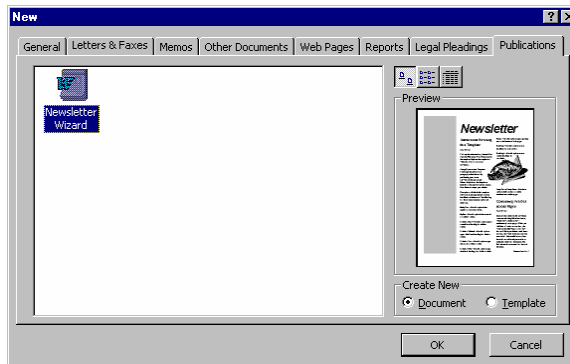 New
General Letters & Faxes Memos Other Documents Web Pages Reports Legal Pleadings Publications
Newsletter
Wizard
Preview
Newsletter
Create New
Document Template
OK Cancel